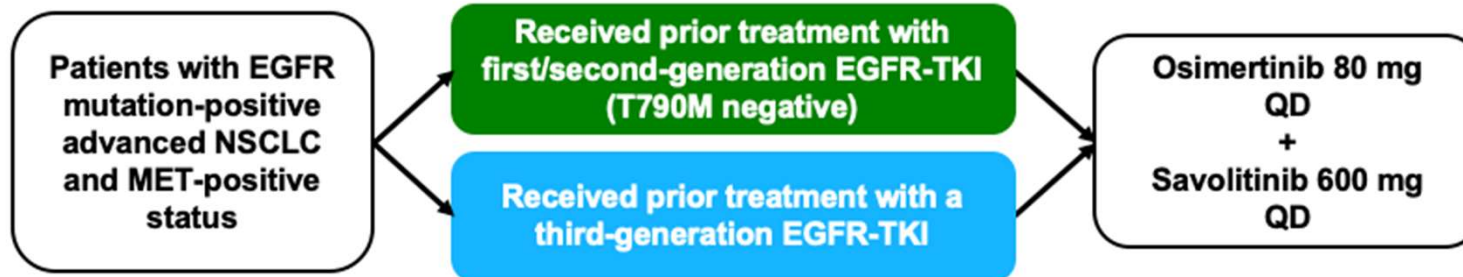 Patients with EGFR
mutation-positive
advanced NSCLC
and MET-positive
status
Received prior treatment with
first/second-generation EGFR-TKI
(T790M negative)
Received prior treatment with a
third-generation EGFR-TKI
Osimertinib 80 mg
QD
+
Savolitinib 600 mg
QD